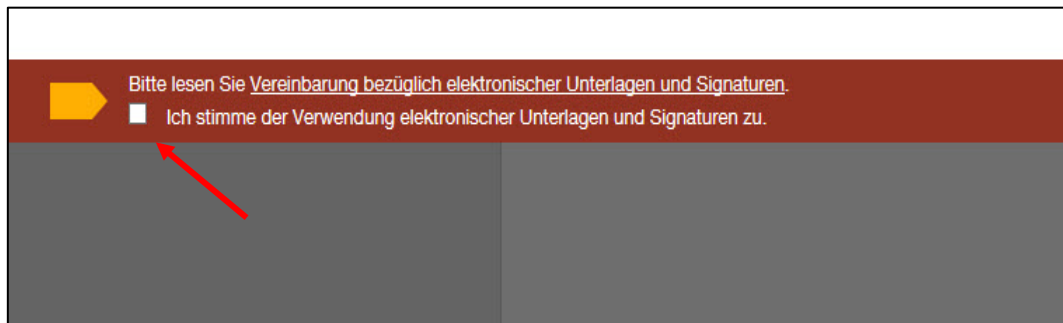 Bitte lesen Sie Vereinbarung bezüglich elektronischer Unterlagen und Signaturen.
Ich stimme der Verwendung elektronischer Unterlagen und Signaturen zu.